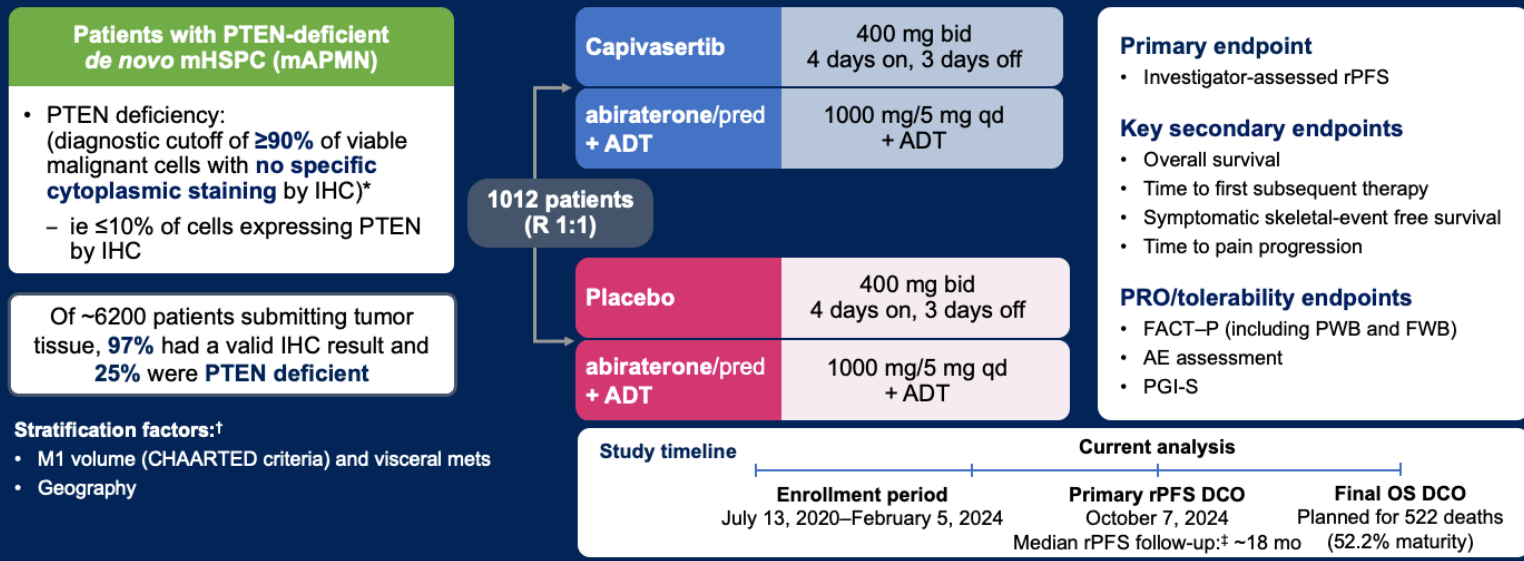 Patients with PTEN-deficient
de novo mHSPC (mAPMN)
• PTEN deficiency:
(diagnostic cutoff of ≥90% of viable
malignant cells with no specific
cytoplasmic staining by IHC)*
– ie ≤10% of cells expressing PTEN
by IHC
Of ~6200 patients submitting tumor
tissue, 97% had a valid IHC result and
25% were PTEN deficient
Stratification factors:†
• M1 volume (CHAARTED criteria) and visceral mets
• Geography
1012 patients
(R 1:1)
Capivasertib
400 mg bid
4 days on, 3 days off
abiraterone/pred
+ ADT
1000 mg/5 mg qd
+ ADT
Placebo
400 mg bid
4 days on, 3 days off
abiraterone/pred
+ ADT
1000 mg/5 mg qd
+ ADT
Primary endpoint
• Investigator-assessed rPFS
Key secondary endpoints
• Overall survival
• Time to first subsequent therapy
• Symptomatic skeletal-event free survival
• Time to pain progression
PRO/tolerability endpoints
• FACT–P (including PWB and FWB)
• AE assessment
• PGI-S
Study timeline
Current analysis
Enrollment period
July 13, 2020–February 5, 2024
Primary rPFS DCO
October 7, 2024
Median rPFS follow-up:‡ ~18 mo
Final OS DCO
Planned for 522 deaths
(52.2% maturity)